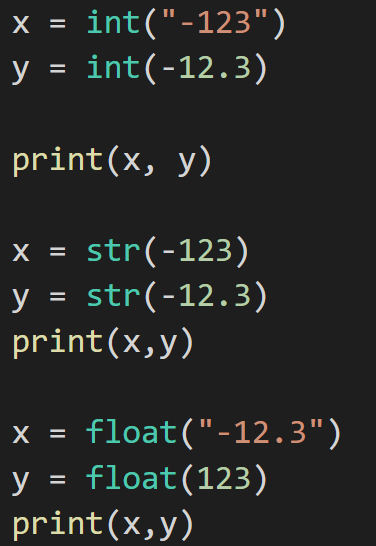 x = int("-123")
y = int(-12.3)
print(x, y)
x = str(-123)
y = str(-12.3)
print(x,y)
x = float("-12.3")
y = float(123)
print(x,y)